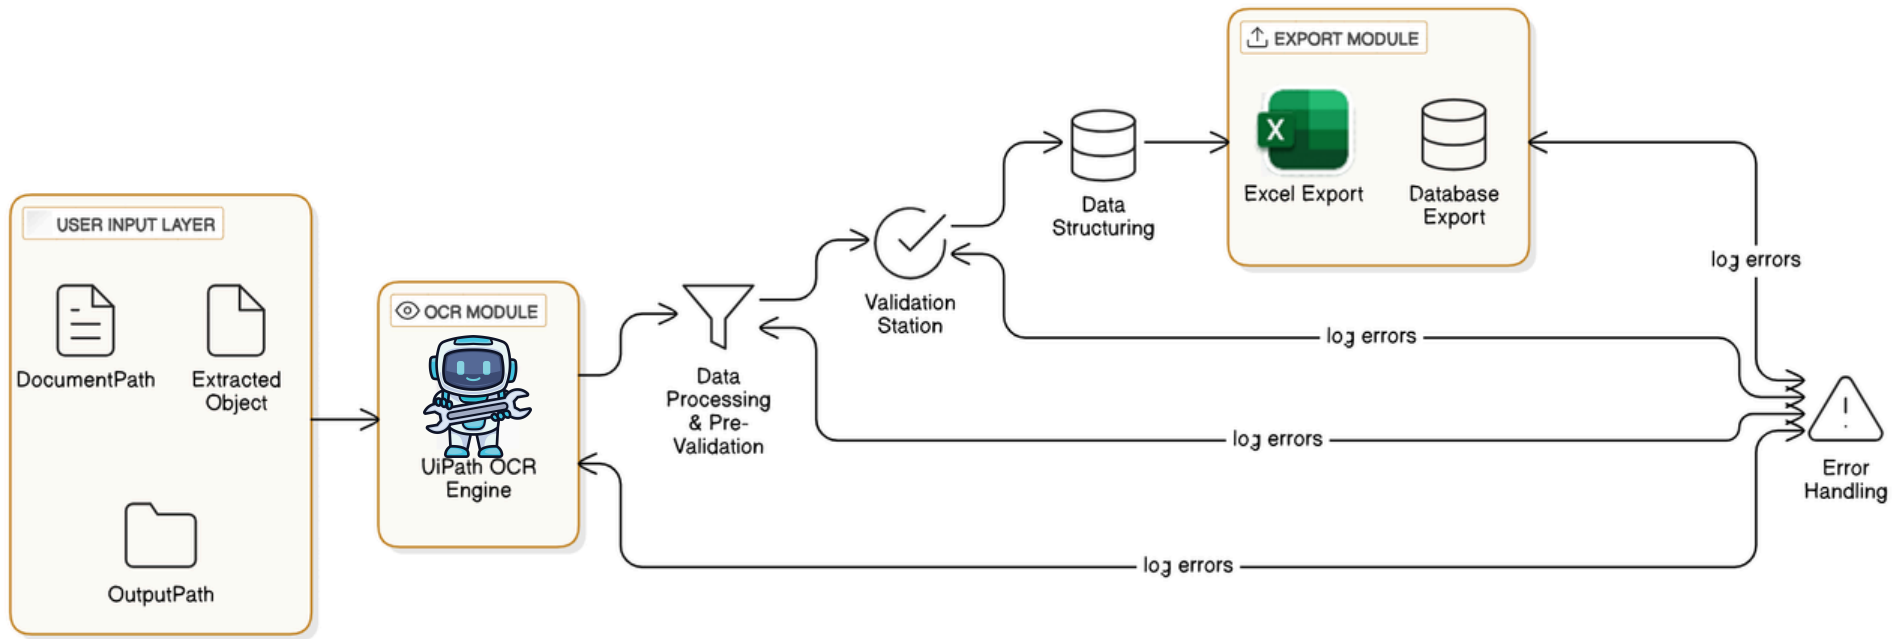 USER INPUT LAYER
DocumentPath
Extracted
Object
OutputPath
OCR MODULE
UiPath OCR
Engine
Data
Processing
& Pre-
Validation
Validation
Station
Data
Structuring
EXPORT MODULE
X
Excel Export
Database
Export
log errors
log errors
log errors
log errors
Error
Handling